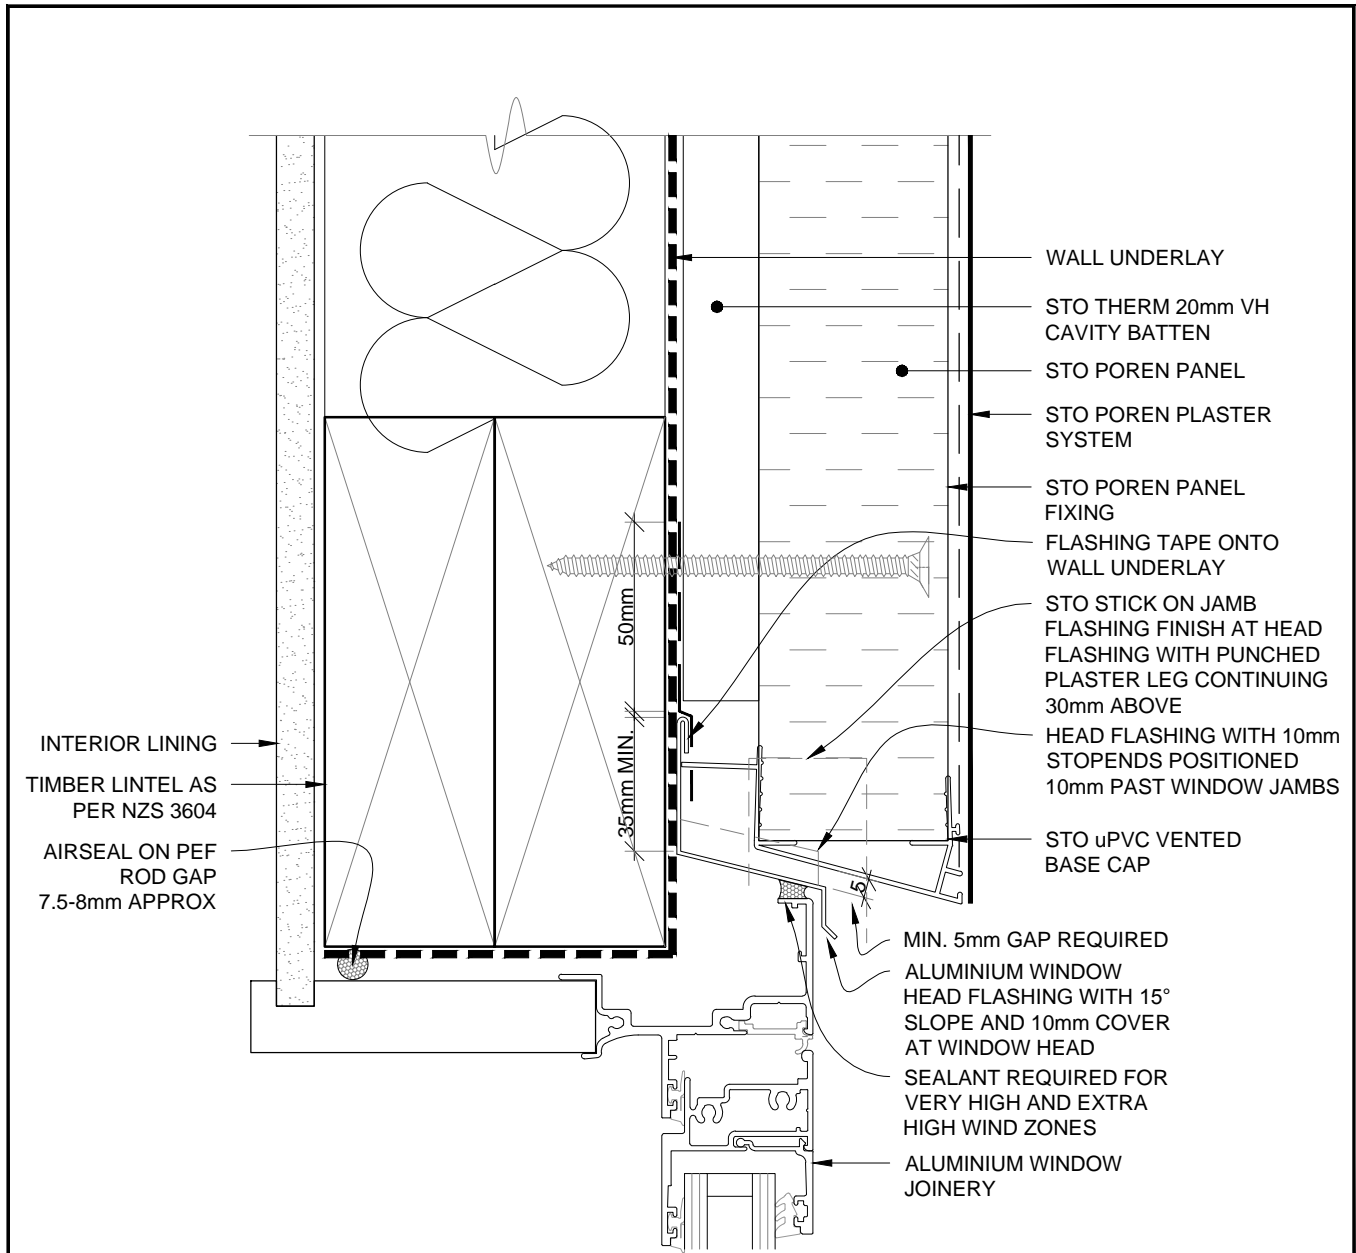 WALL UNDERLAY
STO THERM 20mm VH
CAVITY BATTEN
STO POREN PANEL
STO POREN PLASTER
SYSTEM
STO POREN PANEL
FIXING
FLASHING TAPE ONTO
WALL UNDERLAY
STO STICK ON JAMB
FLASHING FINISH AT HEAD
FLASHING WITH PUNCHED
PLASTER LEG CONTINUING
30mm ABOVE
HEAD FLASHING WITH 10mm
STOPENDS POSITIONED
10mm PAST WINDOW JAMBS
STO uPVC VENTED
BASE CAP
MIN. 5mm GAP REQUIRED
ALUMINIUM WINDOW
HEAD FLASHING WITH 15°
SLOPE AND 10mm COVER
AT WINDOW HEAD
SEALANT REQUIRED FOR
VERY HIGH AND EXTRA
HIGH WIND ZONES
ALUMINIUM WINDOW
JOINERY
50mm
35mm MIN.
5
INTERIOR LINING
TIMBER LINTEL AS
PER NZS 3604
AIRSEAL ON PEF
ROD GAP
7.5-8mm APPROX